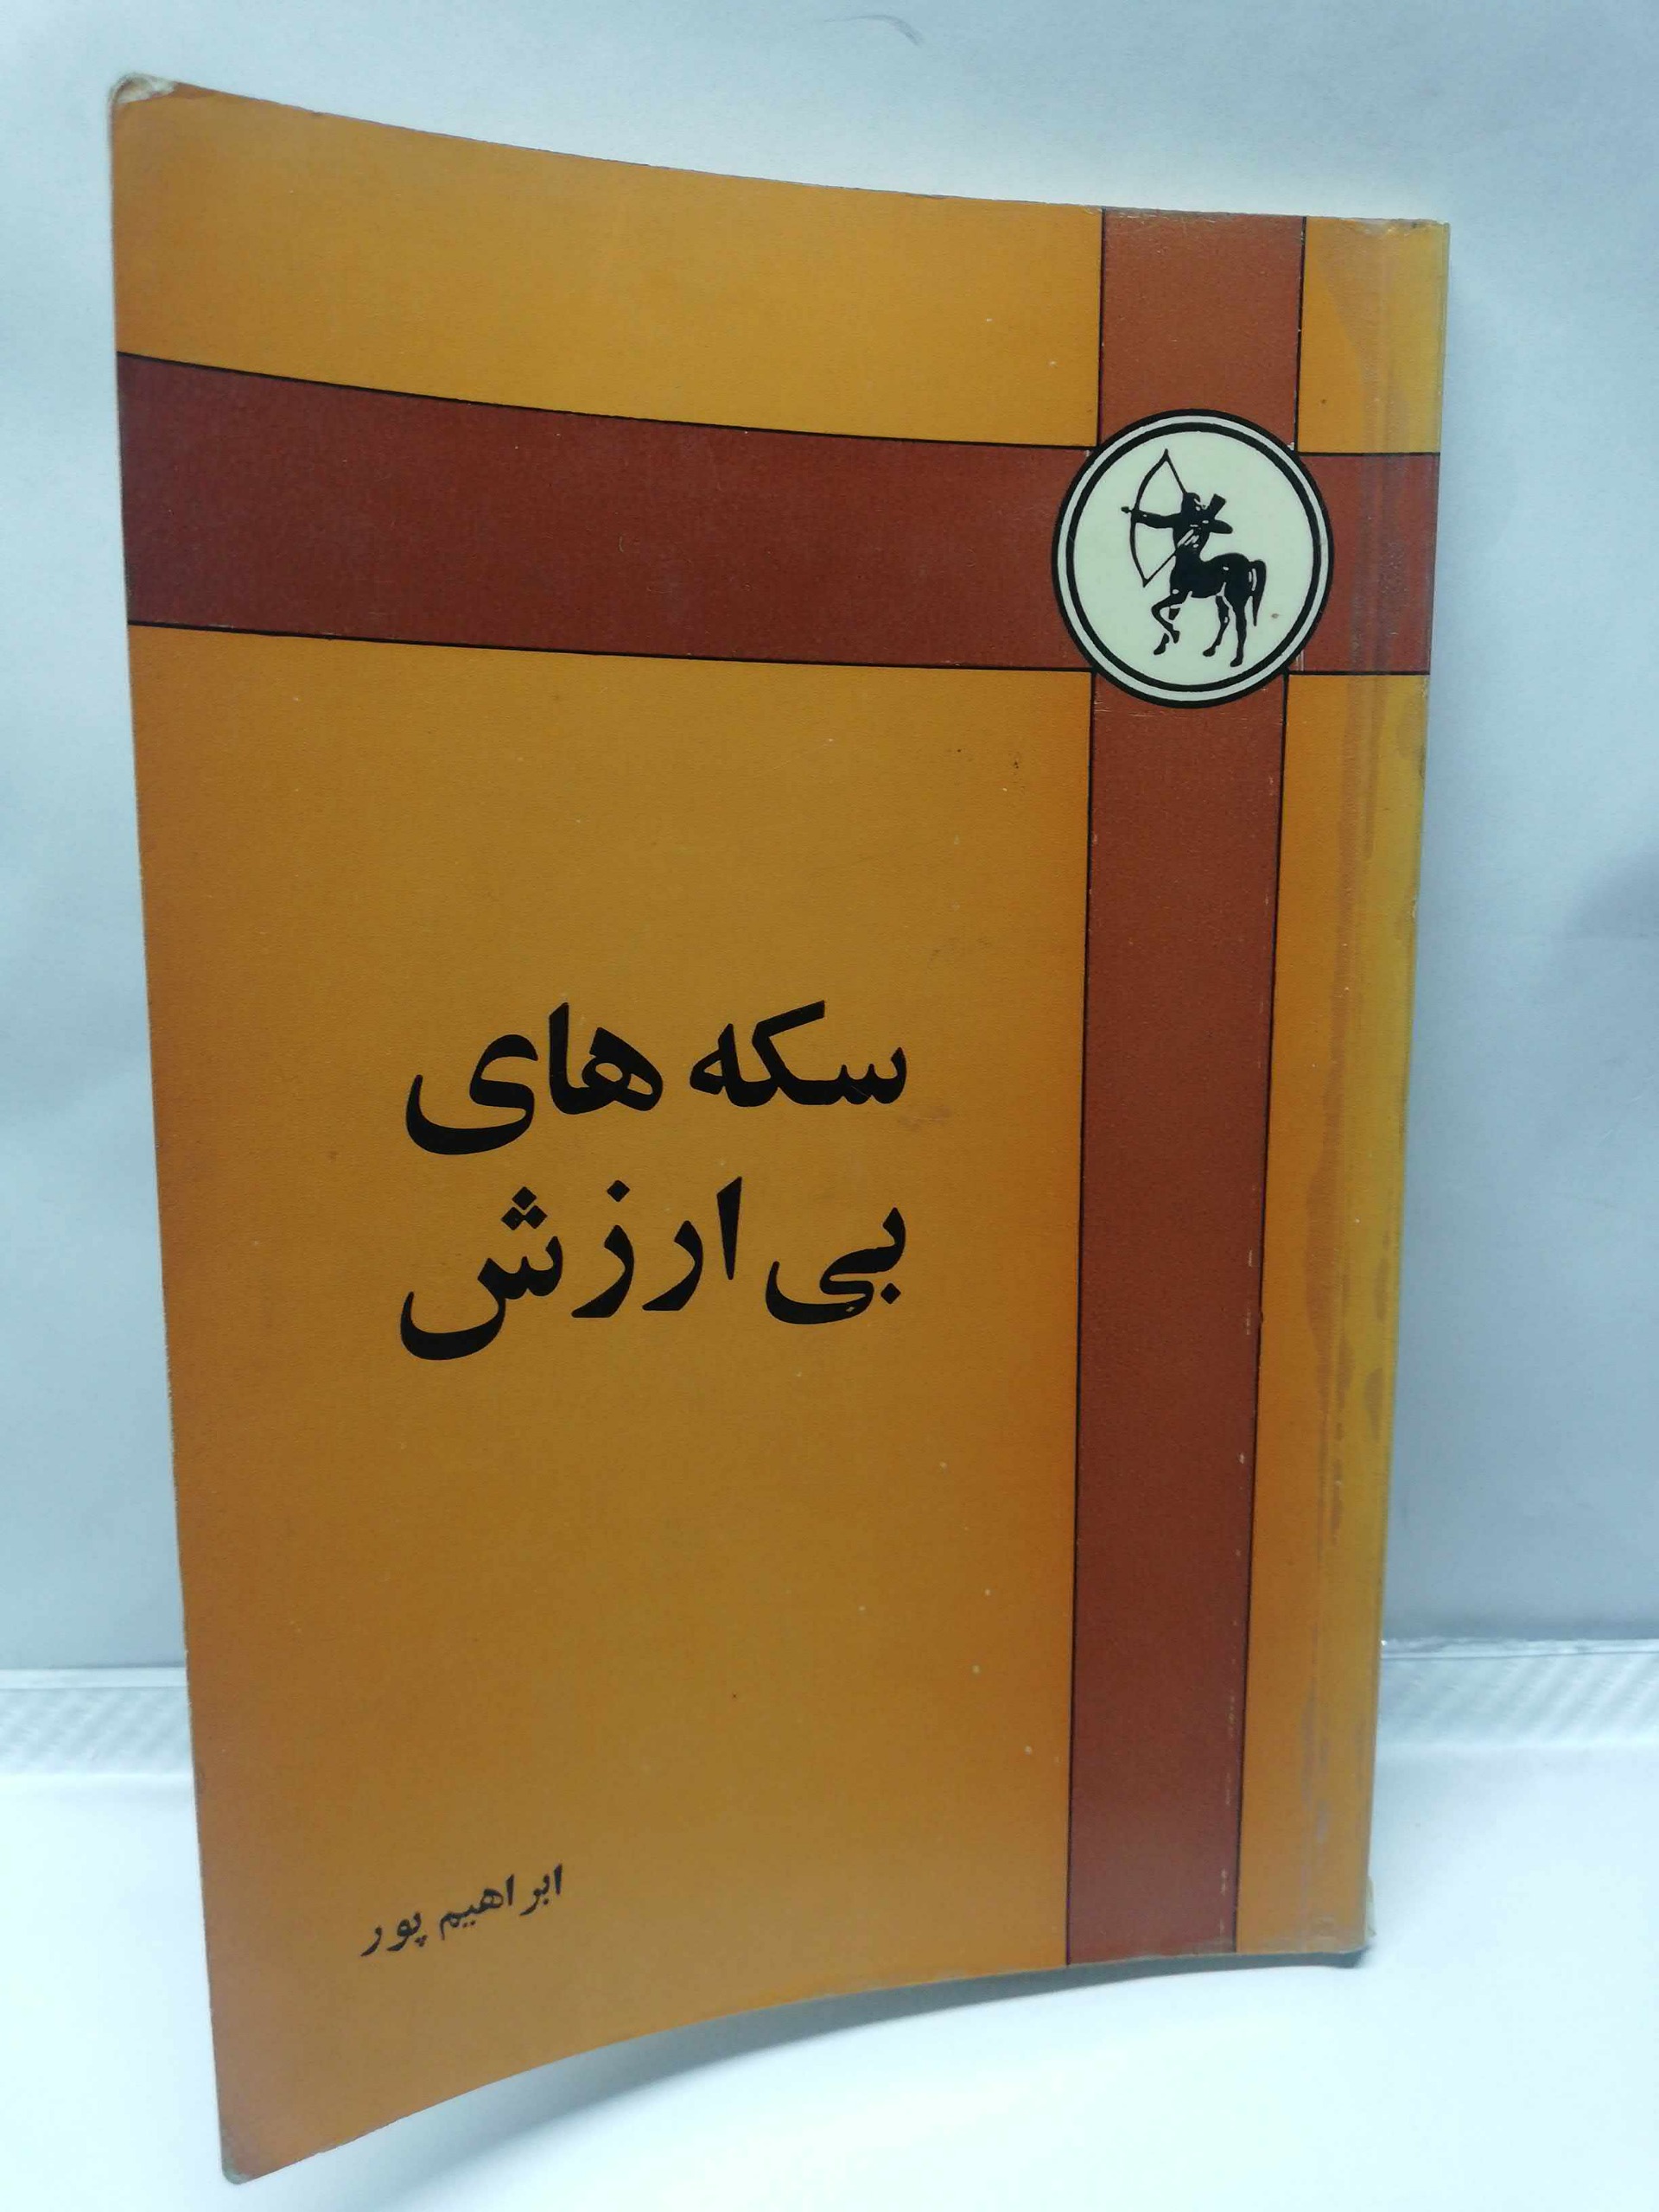 سکه های
بی ارزش
ابراهیم پور